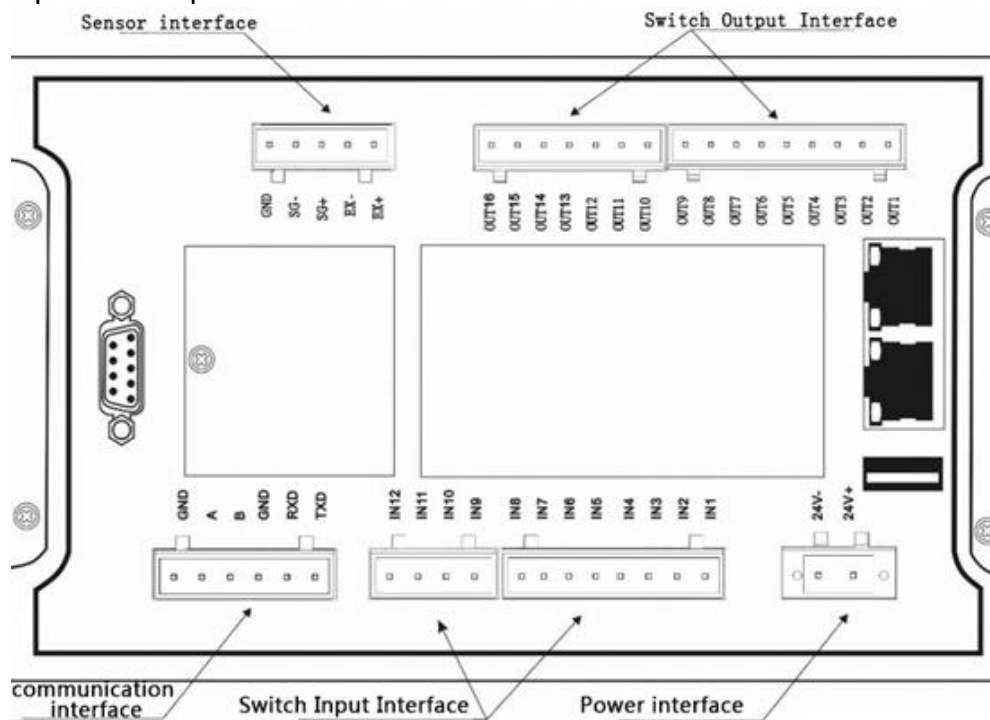 Sensor interface
Switch Output Interface
GND SG- SG+ EX- EX+
OUT16 OUT15 OUT14 OUT13 OUT12 OUT11 OUT10 OUT9 OUT8 OUT7 OUT6 OUT5 OUT4 OUT3 OUT2 OUT1
GND A B GND RXD TXD
IN12 IN11 IN10 IN9 IN8 IN7 IN6 IN5 IN4 IN3 IN2 IN1
24V- 24V+
communication
interface
Switch Input Interface
Power interface